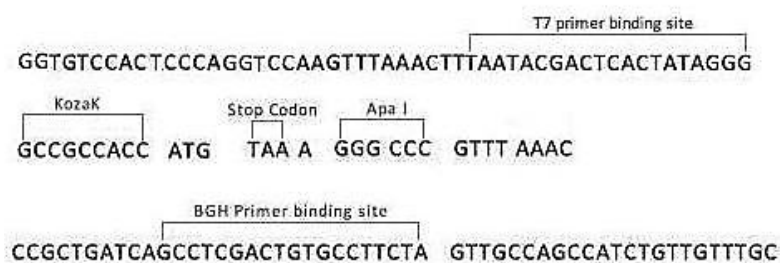 T7 primer binding site
GGTGTCCACTCCCAGGTCCAAGTTTAAACTTTAATACGACTCACTATAGGG
KozaK Stop Codon Apa I
GCCGCCACC ATG TAA A GGG CCC GTTT AAAC
BGH Primer binding site
CCGCTGATCAGCCTCGACTGTGCCTTCTA GTTGCCAGCCATCTGTTGTTTGC